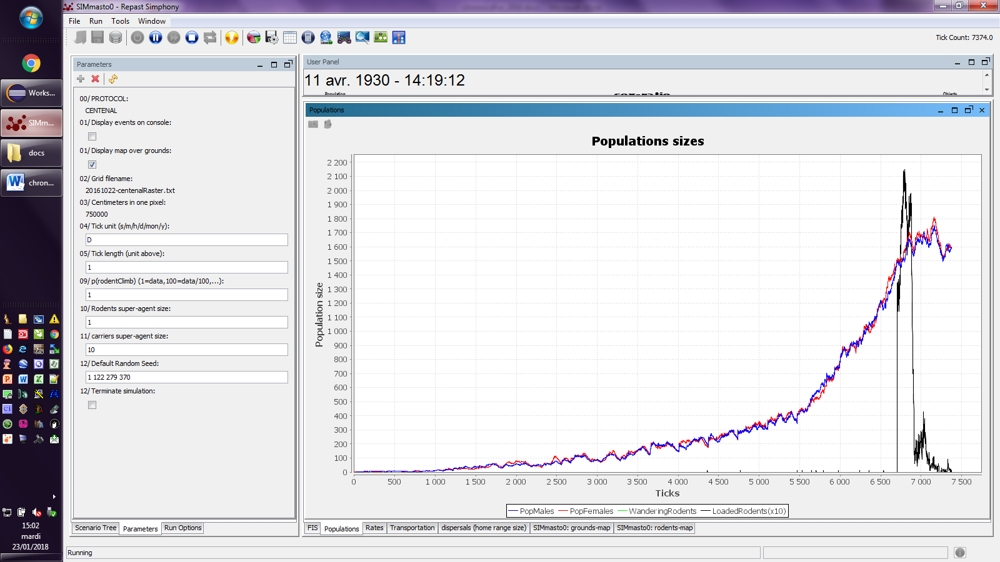 SIMmasto0 - Repast Simphony
File Run Tools Window
Tick Count: 7374.0
Works...
SIMm...
docs
chron...
15:02
mardi
23/01/2018
Parameters
00/ PROTOCOL:
CENTENAL
01/ Display events on console:
01/ Display map over grounds:
02/ Grid filename:
20161022-centenalRaster.txt
03/ Centimeters in one pixel:
750000
04/ Tick unit (s/m/h/d/mon/y):
D
05/ Tick length (unit above):
1
09/ p(rodentClimb) (1=data,100=data/100,...):
1
10/ Rodents super-agent size:
1
11/ carriers super-agent size:
10
12/ Default Random Seed:
1 122 279 370
12/ Terminate simulation:
Scenario Tree Parameters Run Options
User Panel
11 avr. 1930 - 14:19:12
Population sex-ratio Objects
Populations
Populations sizes
Population size
2 200
2 100
2 000
1 900
1 800
1 700
1 600
1 500
1 400
1 300
1 200
1 100
1 000
900
800
700
600
500
400
300
200
100
0
0 500 1 000 1 500 2 000 2 500 3 000 3 500 4 000 4 500 5 000 5 500 6 000 6 500 7 000 7 500
Ticks
PopMales PopFemales WanderingRodents LoadedRodents(x10)
FIS Populations Rates Transportation dispersals (home range size) SIMmasto0: grounds-map SIMmasto0: rodents-map
Running